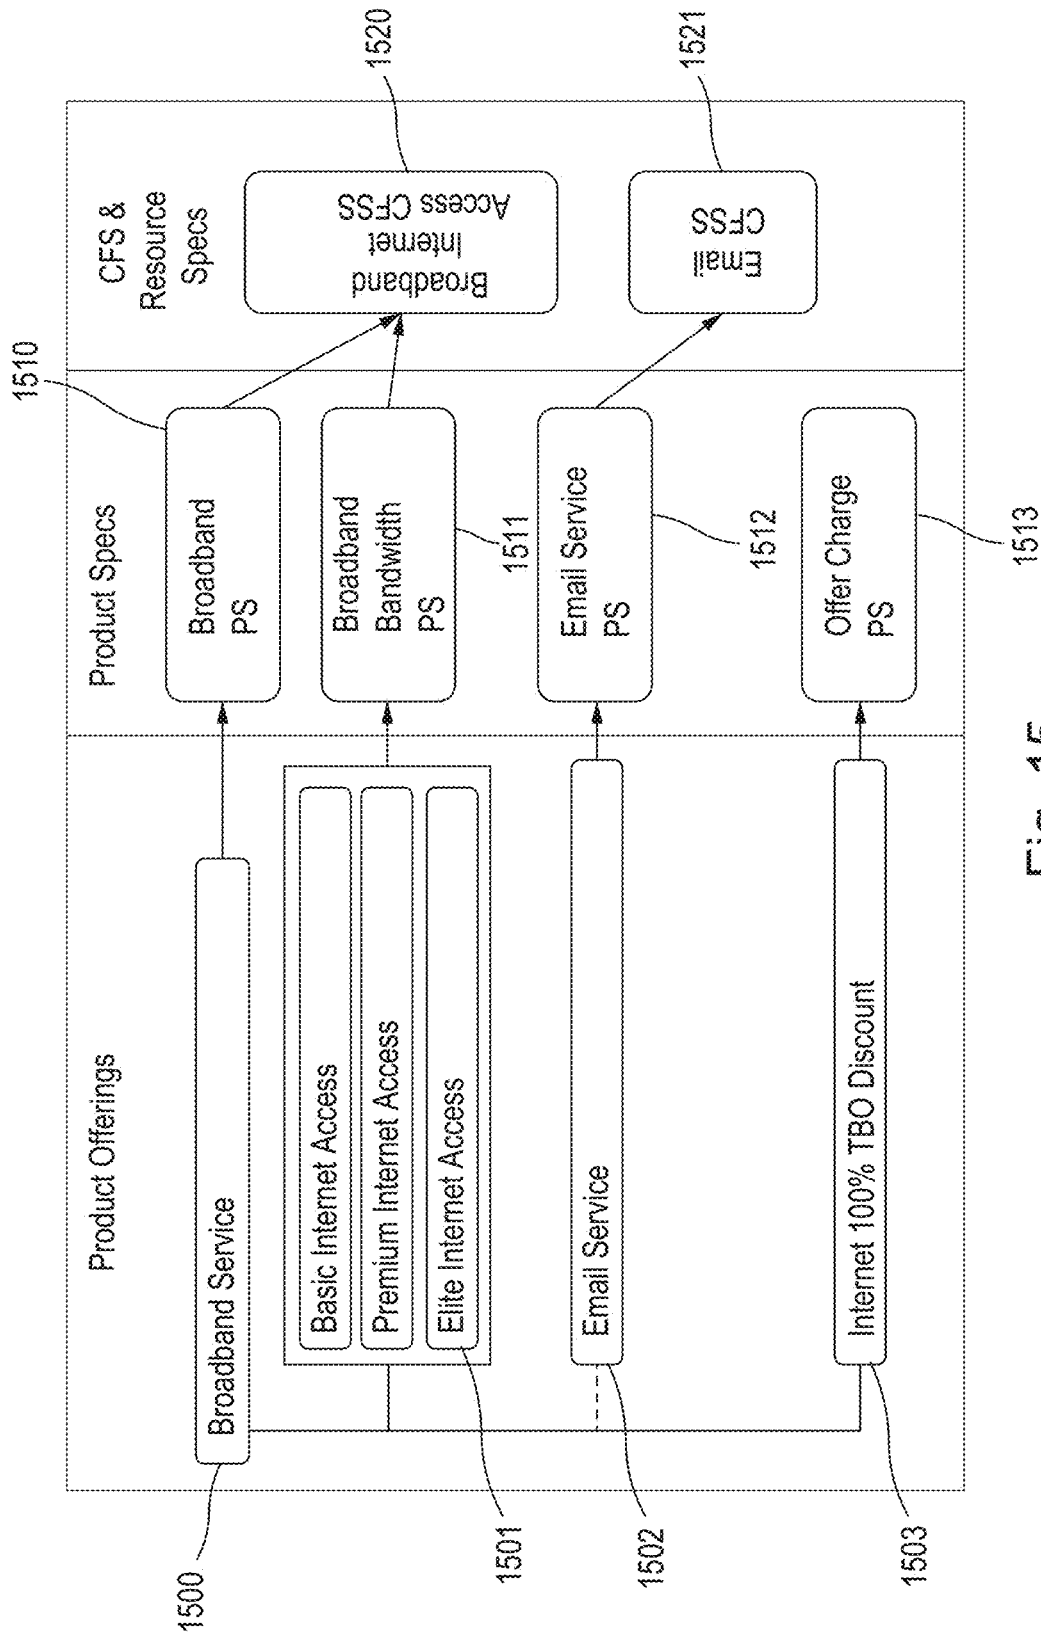 Product Offerings
Product Specs
CFS &
Resource
Specs
1500
Broadband Service
Broadband
PS
1510
Basic Internet Access
Premium Internet Access
Elite Internet Access
1501
Broadband
Bandwidth
PS
1511
Broadband
Internet
Access CFSS
1520
Email Service
1502
Email Service
PS
1512
Email
CFSS
1521
Internet 100% TBO Discount
1503
Offer Charge
PS
1513
Fig. 15